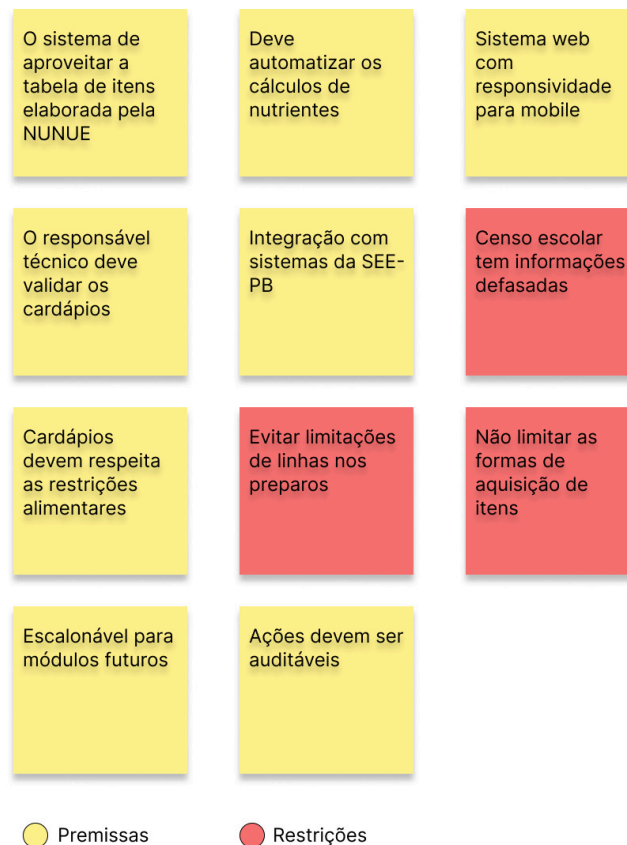 O sistema de
aproveitar a
tabela de itens
elaborada pela
NUNUE
Deve
automatizar os
cálculos de
nutrientes
Sistema web
com
responsividade
para mobile
O responsável
técnico deve
validar os
cardápios
Integração com
sistemas da SEE-
PB
Censo escolar
tem informações
defasadas
Cardápios
devem respeita
as restrições
alimentares
Evitar limitações
de linhas nos
preparos
Não limitar as
formas de
aquisição de
itens
Escalonável para
módulos futuros
Ações devem ser
auditáveis
Premissas
Restrições